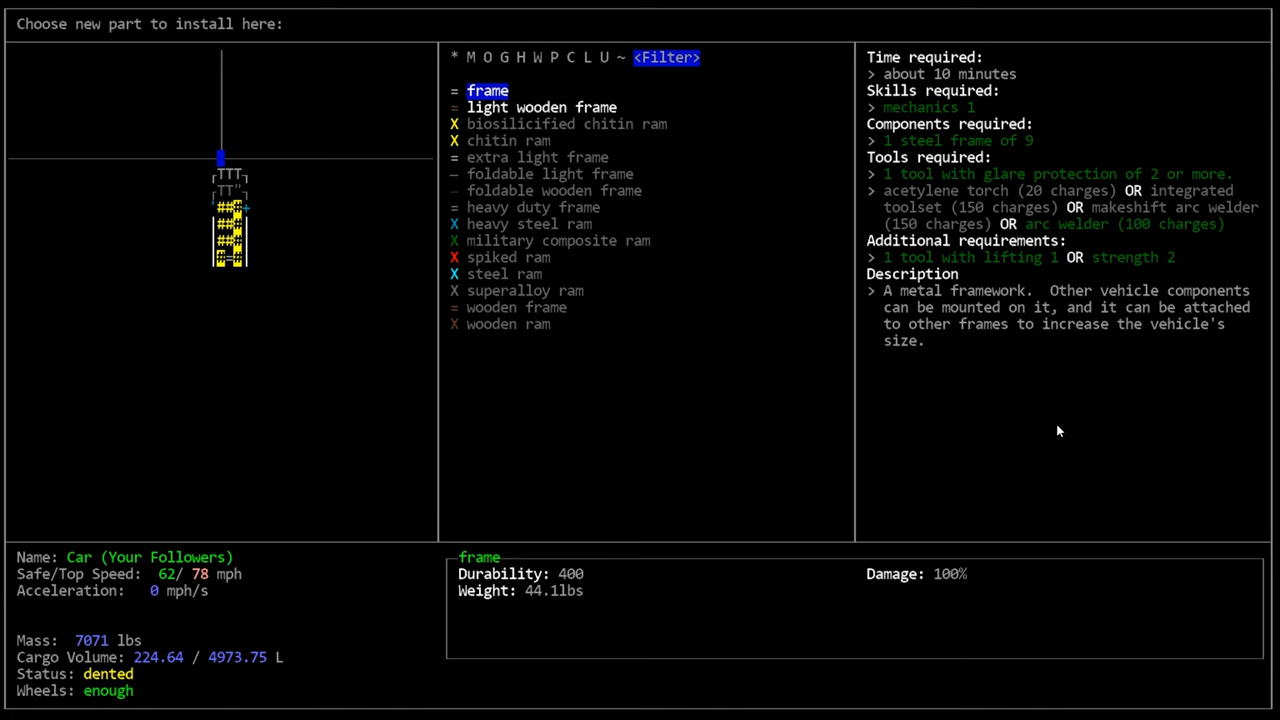 Choose new part to install here:
* M O G H W P C L U ~ <Filter>
= frame
= light wooden frame
X biosilicified chitin ram
X chitin ram
= extra light frame
— foldable light frame
— foldable wooden frame
= heavy duty frame
X heavy steel ram
X military composite ram
X spiked ram
X steel ram
X superalloy ram
= wooden frame
X wooden ram
Time required:
> about 10 minutes
Skills required:
> mechanics 1
Components required:
> 1 steel frame of 9
Tools required:
> 1 tool with glare protection of 2 or more.
> acetylene torch (20 charges) OR integrated
toolset (150 charges) OR makeshift arc welder
(150 charges) OR arc welder (100 charges)
Additional requirements:
> 1 tool with lifting 1 OR strength 2
Description
> A metal framework.  Other vehicle components
can be mounted on it, and it can be attached
to other frames to increase the vehicle's
size.
TTT
TT"
##
##
##
Name: Car (Your Followers)
Safe/Top Speed:  62/ 78 mph
Acceleration:   0 mph/s
Mass:  7071 lbs
Cargo Volume: 224.64 / 4973.75 L
Status: dented
Wheels: enough
frame
Durability: 400
Damage: 100%
Weight: 44.1lbs